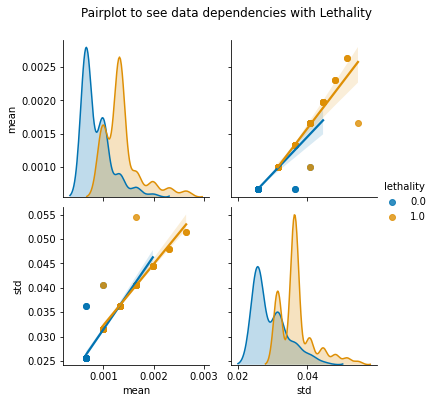 Pairplot to see data dependencies with Lethality
0.0025
0.0020
0.0015
0.0010
mean
lethality
0.0
1.0
0.055
0.050
0.045
0.040
0.035
0.030
0.025
std
0.001 0.002 0.003
mean
0.02 0.04
std